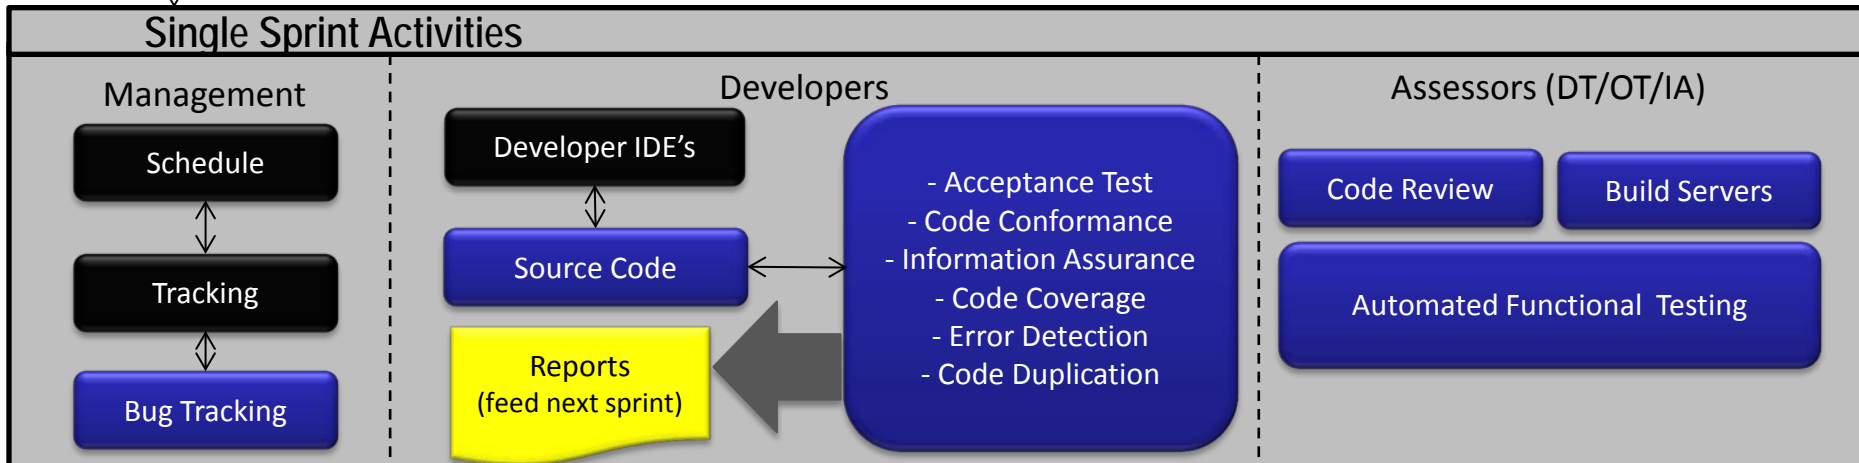 Single Sprint Activities
Management
Schedule
Tracking
Bug Tracking
Developers
Developer IDE’s
Source Code
Reports
(feed next sprint)
- Acceptance Test
- Code Conformance
- Information Assurance
- Code Coverage
- Error Detection
- Code Duplication
Assessors (DT/OT/IA)
Code Review
Build Servers
Automated Functional Testing